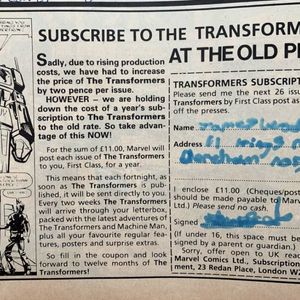 SUBSCRIBE TO THE TRANSFORM
AT THE OLD P
Sadly, due to rising production
costs, we have had to increase
the price of The Transformers
by two pence per issue.
HOWEVER – we are holding
down the cost of a year's sub-
scription to The Transformers
to the old rate. So take advan-
tage of this NOW!
For the sum of £11.00, Marvel will
post each issue of The Transformers
to you, First Class, for a year.
This means that each fortnight, as
soon as The Transformers is pub-
lished, it will be sent directly to you.
Every two weeks The Transformers
will arrive through your letterbox,
packed with the latest adventures of
The Transformers and Machine Man,
plus all your favourite regular fea-
tures, posters and surprise extras.
So fill in the coupon and look
forward to twelve months of The
Transformers!
TRANSFORMERS SUBSCRIPT
Please send me the next 26 issu
Transformers by First Class post as
Name
Address 11 Kings
I enclose £11.00 (Cheques/post
should be made payable to Marvel
Ltd.) Please send no cash.
Signed
(If under 16, this space must be
signed by a parent or guardian.)
Sorry, offer open to UK read
Marvel Comics Ltd., Subscription
ment, 23 Redan Place, London W2